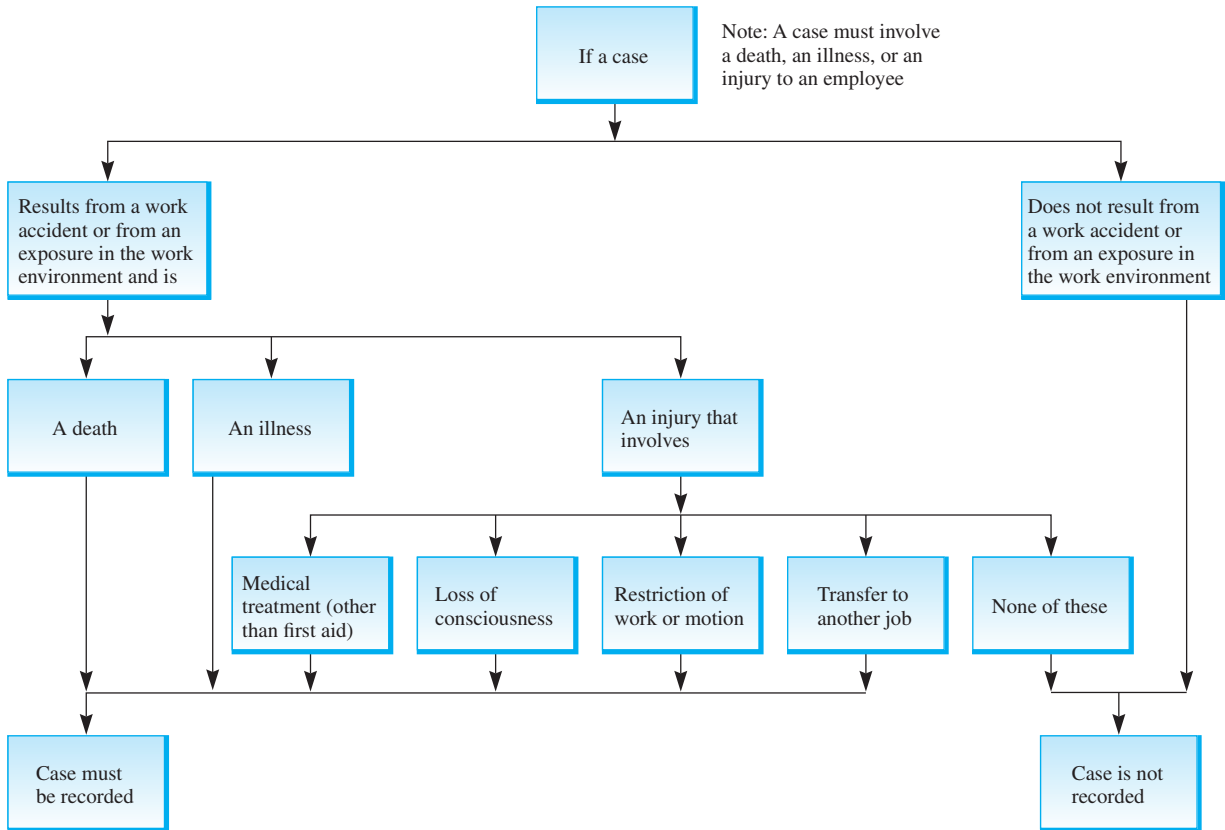 If a case
Note: A case must involve
a death, an illness, or an
injury to an employee
Results from a work
accident or from an
exposure in the work
environment and is
Does not result from
a work accident or
from an exposure in
the work environment
A death
An illness
An injury that
involves
Medical
treatment (other
than first aid)
Loss of
consciousness
Restriction of
work or motion
Transfer to
another job
None of these
Case must
be recorded
Case is not
recorded